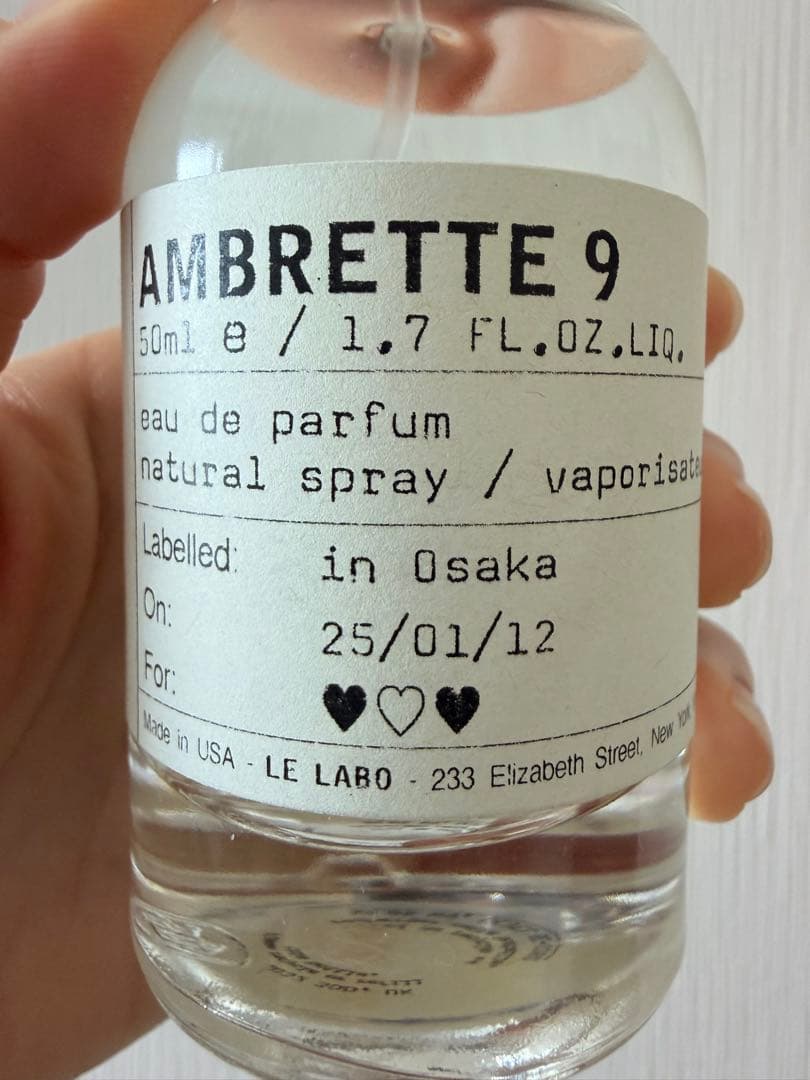 AMBRETTE 9
50ml e / 1.7 FL.OZ.LIQ.
eau de parfum
natural spray / vaporisate
Labelled: in Osaka
On: 25/01/12
For: ♥♡♥
Made in USA - LE LABO - 233 Elizabeth Street, New York,